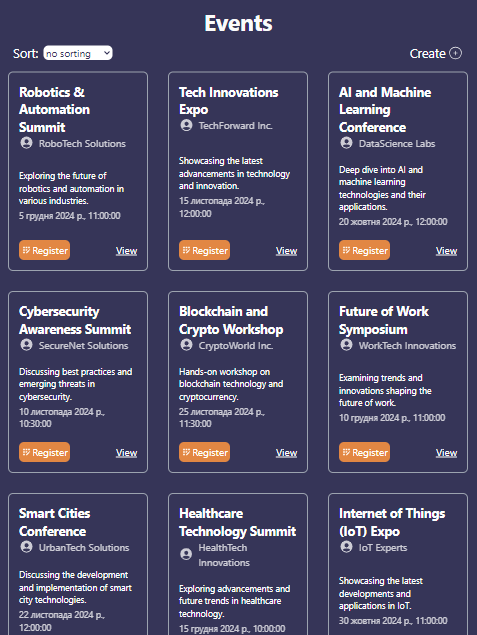 Events
Sort: no sorting
Create
Robotics &
Automation
Summit
RoboTech Solutions
Exploring the future of
robotics and automation in
various industries.
5 грудня 2024 р., 11:00:00
Register
View
Tech Innovations
Expo
TechForward Inc.
Showcasing the latest
advancements in technology
and innovation.
15 листопада 2024 р.,
12:00:00
Register
View
AI and Machine
Learning
Conference
DataScience Labs
Deep dive into AI and
machine learning
technologies and their
applications.
20 жовтня 2024 р., 12:00:00
Register
View
Cybersecurity
Awareness Summit
SecureNet Solutions
Discussing best practices and
emerging threats in
cybersecurity.
10 листопада 2024 р.,
10:30:00
Register
View
Blockchain and
Crypto Workshop
CryptoWorld Inc.
Hands-on workshop on
blockchain technology and
cryptocurrency.
25 листопада 2024 р.,
11:30:00
Register
View
Future of Work
Symposium
WorkTech Innovations
Examining trends and
innovations shaping the
future of work.
10 грудня 2024 р., 11:00:00
Register
View
Smart Cities
Conference
UrbanTech Solutions
Discussing the development
and implementation of smart
city technologies.
22 листопада 2024 р.,
12:00:00
Healthcare
Technology Summit
HealthTech
Innovations
Exploring advancements and
future trends in healthcare
technology.
15 грудня 2024 р., 10:00:00
Internet of Things
(IoT) Expo
IoT Experts
Showcasing the latest
developments and
applications in IoT.
30 жовтня 2024 р., 11:00:00